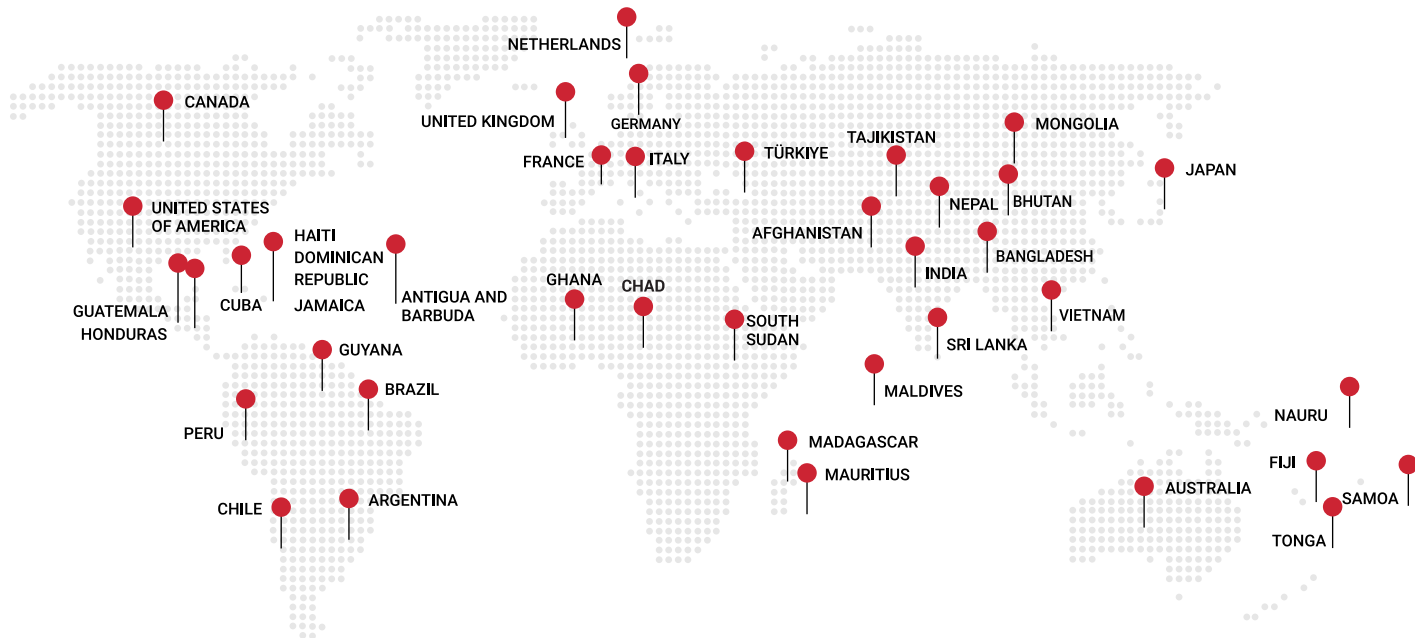 NETHERLANDS
CANADA
UNITED KINGDOM
GERMANY
MONGOLIA
TAJIKISTAN
FRANCE
ITALY
TÜRKIYE
JAPAN
UNITED STATES
OF AMERICA
NEPAL
BHUTAN
AFGHANISTAN
HAITI
DOMINICAN
REPUBLIC
JAMAICA
INDIA
BANGLADESH
GUATEMALA
HONDURAS
CUBA
ANTIGUA AND
BARBUDA
GHANA
CHAD
SOUTH
SUDAN
VIETNAM
SRI LANKA
GUYANA
BRAZIL
MALDIVES
PERU
NAURU
MADAGASCAR
MAURITIUS
FIJI
AUSTRALIA
SAMOA
CHILE
ARGENTINA
TONGA